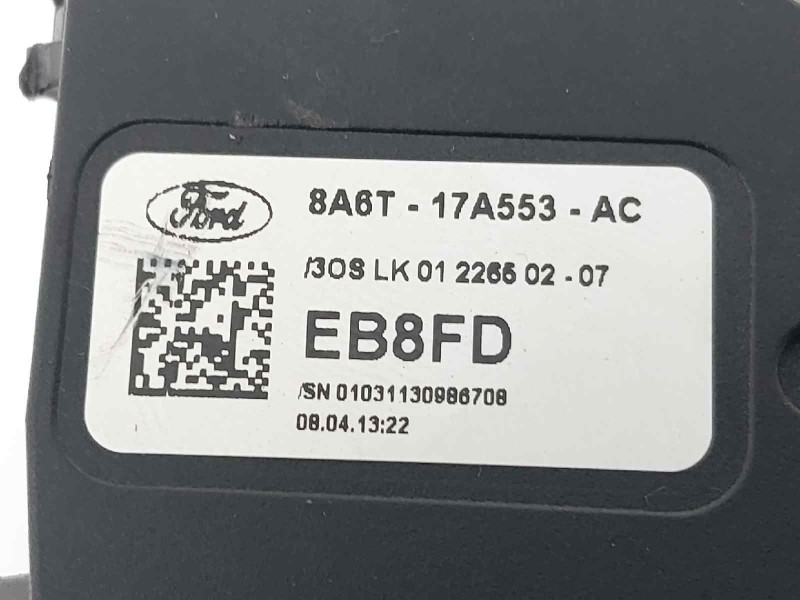 Ford
8A6T - 17A553 - AC
/3OS LK 01 2266 02 - 07
EB8FD
/SN 01031130986708
08.04.13:22